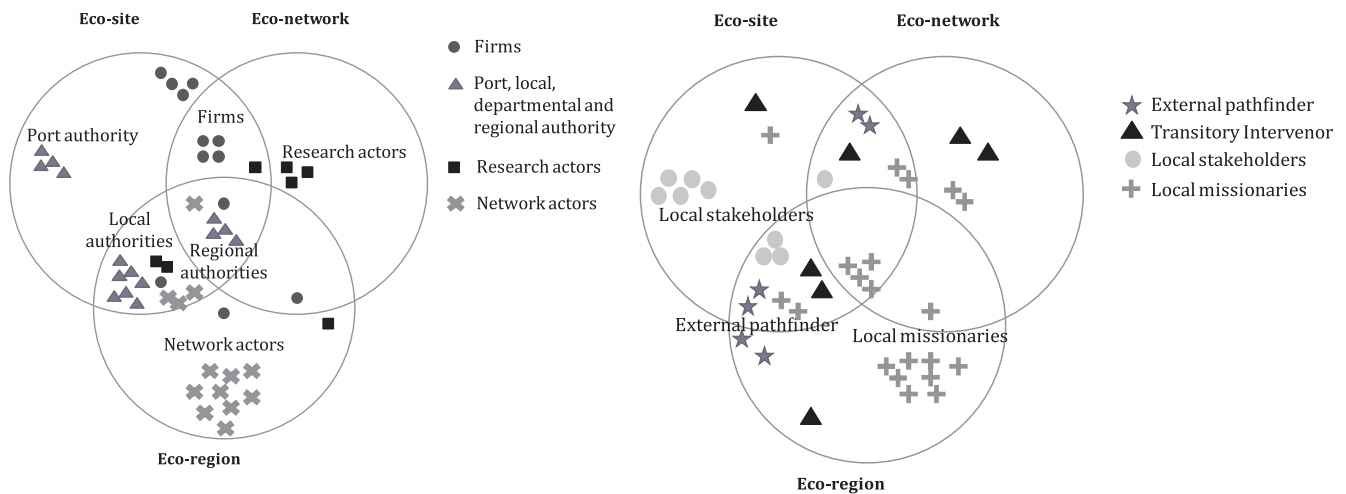 Eco-site
Eco-network
Firms
Port authority
Research actors
Local
authorities
Regional
authorities
Network actors
Eco-region
Firms
Port, local,
departmental and
regional authority
Research actors
Network actors
Eco-site
Eco-network
Local stakeholders
External pathfinder
Local missionaries
Eco-region
External pathfinder
Transitory Intervenor
Local stakeholders
Local missionaries